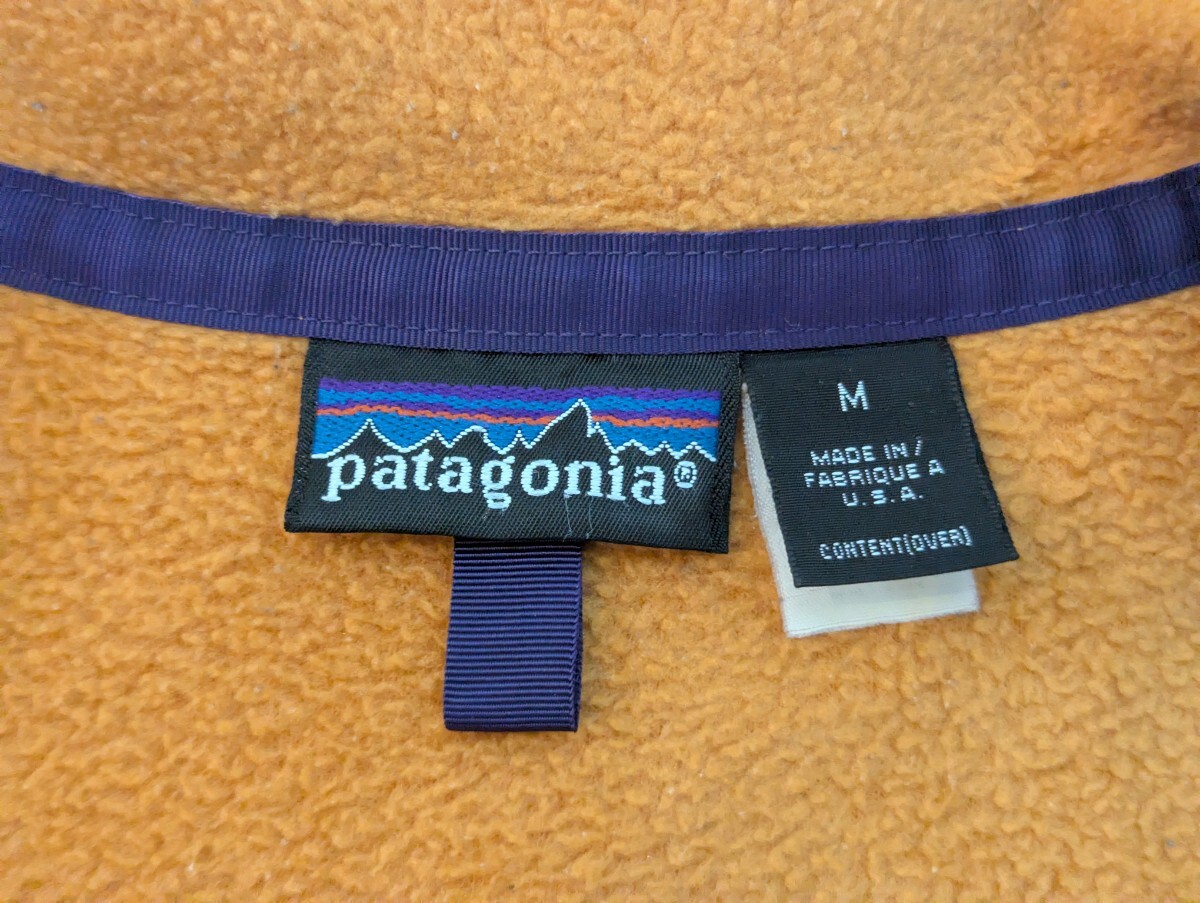 patagonia®
M
MADE IN/
FABRIQUE A
U.S.A.
CONTENT(OVER)